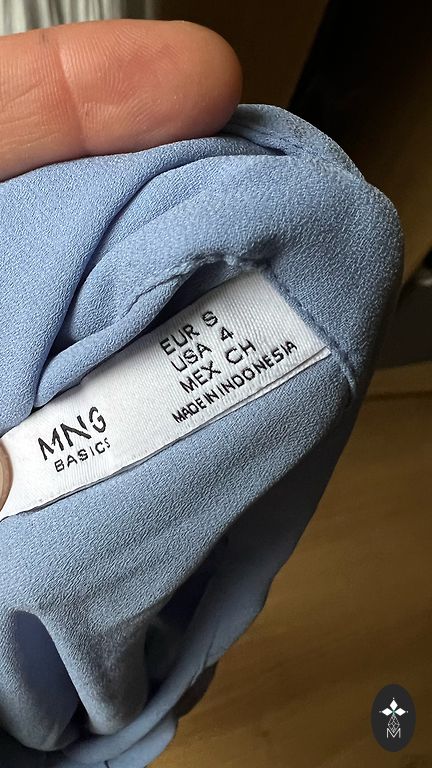 MNG
BASICS
EUR S
USA 4
MEX CH
MADE IN INDONESIA
M